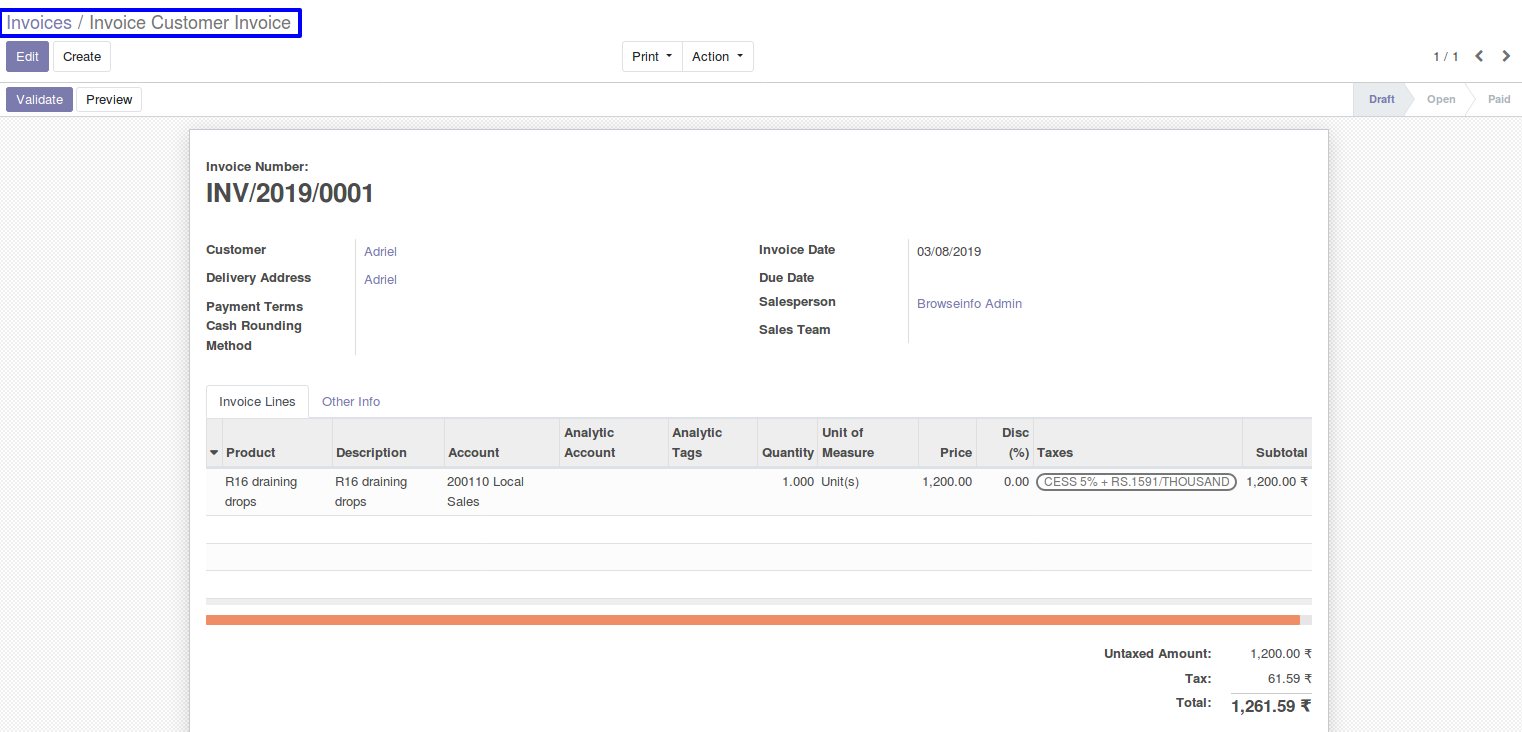 Invoices / Invoice Customer Invoice
Edit Create Print Action 1 / 1
Validate Preview Draft Open Paid
Invoice Number:
INV/2019/0001
Customer Adriel
Delivery Address Adriel
Payment Terms
Cash Rounding
Method
Invoice Date 03/08/2019
Due Date
Salesperson Browseinfo Admin
Sales Team
Invoice Lines Other Info
Product Description Account Analytic Account Analytic Tags Quantity Unit of Measure Price Disc (%) Taxes Subtotal
R16 draining R16 draining 200110 Local 1.000 Unit(s) 1,200.00 0.00 CESS 5% + RS.1591/THOUSAND 1,200.00 ₹
drops drops Sales
Untaxed Amount: 1,200.00 ₹
Tax: 61.59 ₹
Total: 1,261.59 ₹